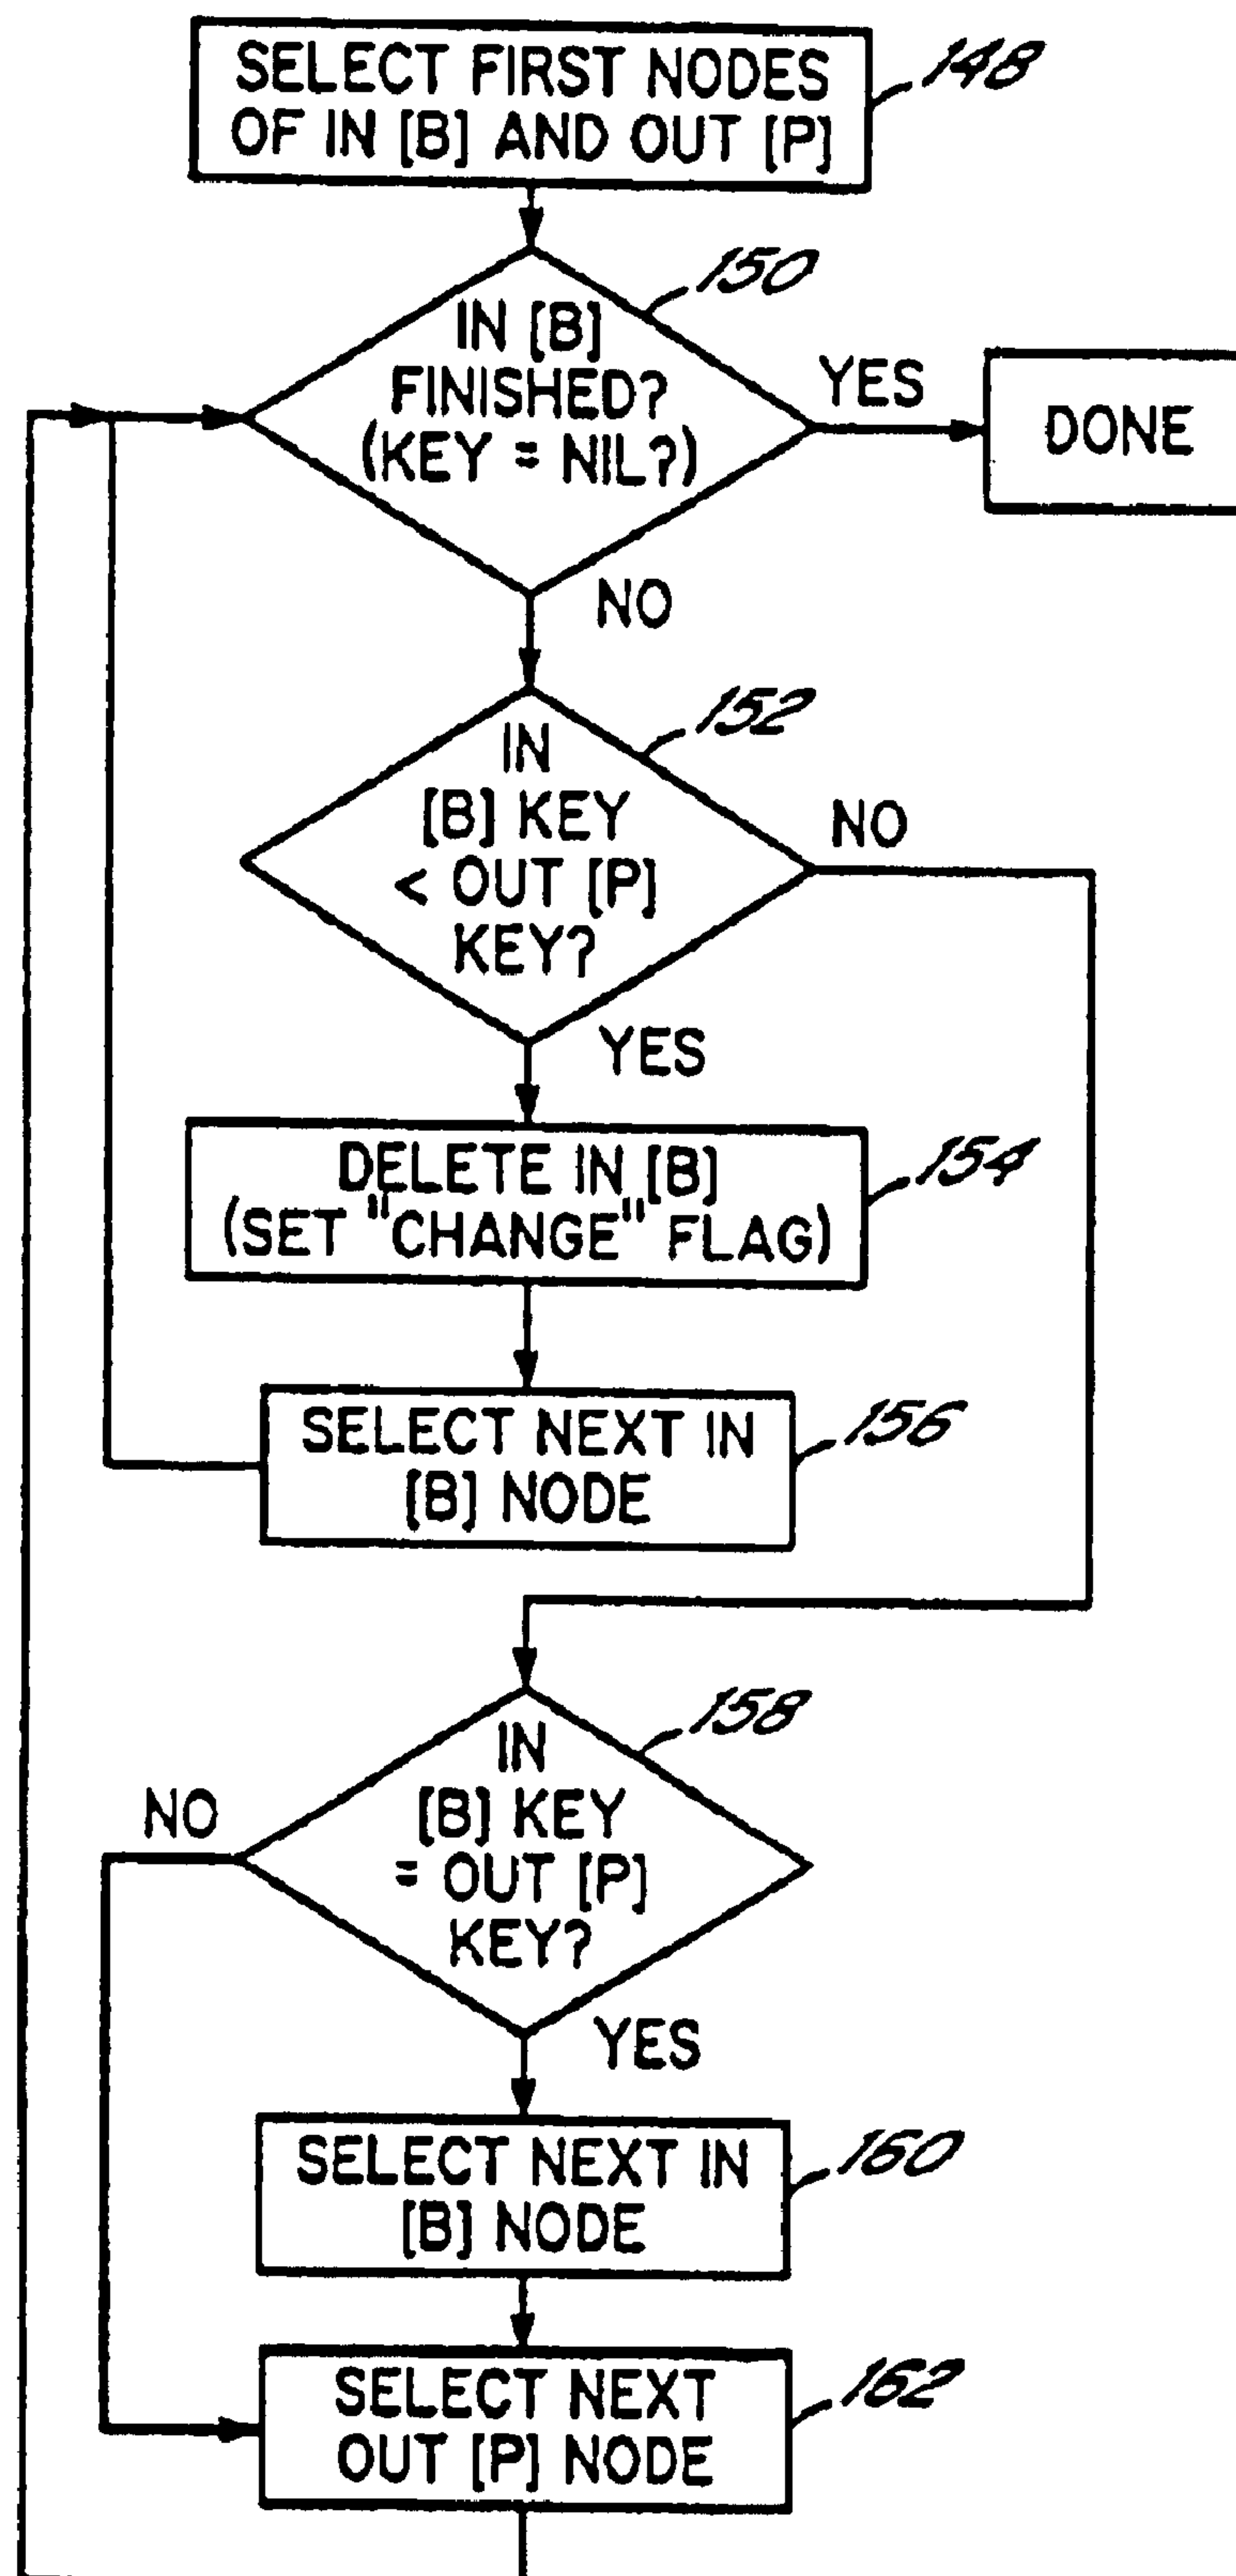 SELECT FIRST NODES
OF IN [B] AND OUT [P]
148
IN [B]
FINISHED?
(KEY = NIL?)
150
YES
DONE
NO
IN
[B] KEY
< OUT [P]
KEY?
152
NO
YES
DELETE IN [B]
(SET "CHANGE" FLAG)
154
SELECT NEXT IN
[B] NODE
156
IN
[B] KEY
= OUT [P]
KEY?
158
NO
YES
SELECT NEXT IN
[B] NODE
160
SELECT NEXT
OUT [P] NODE
162